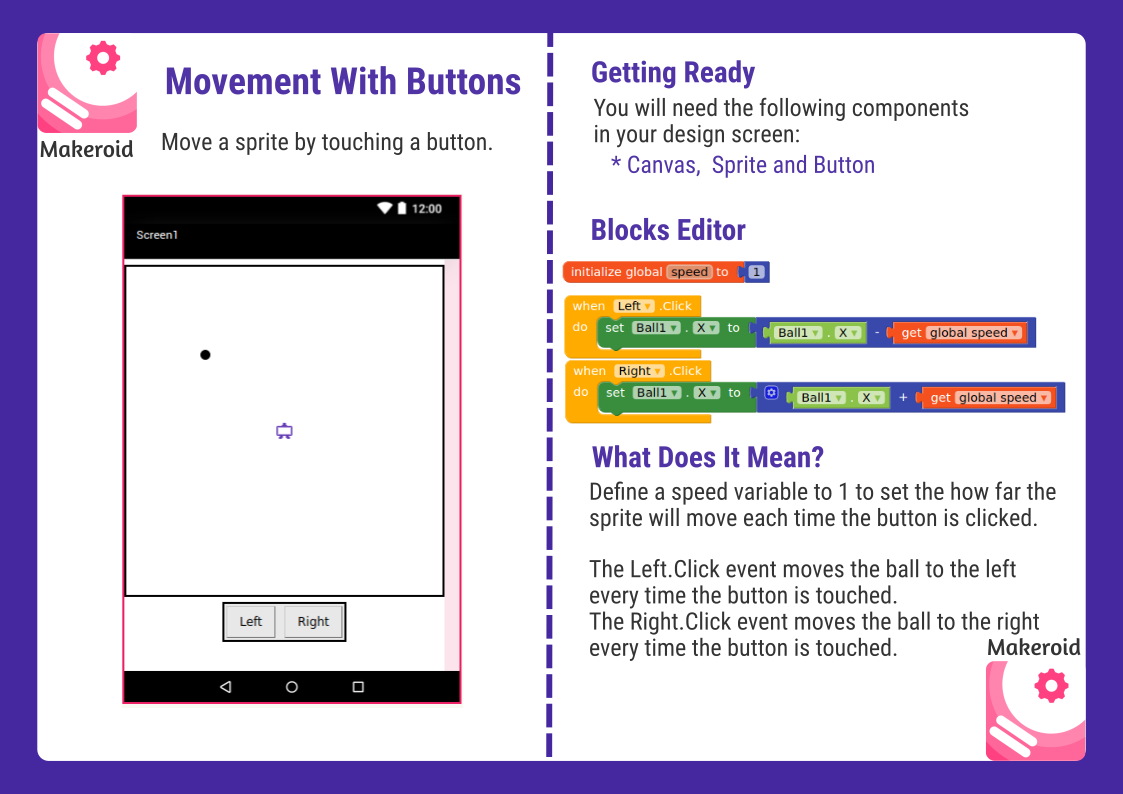 Makeroid
Movement With Buttons
Move a sprite by touching a button.
12:00
Screen1
Left Right
Getting Ready
You will need the following components
in your design screen:
* Canvas, Sprite and Button
Blocks Editor
initialize global speed to 1
when Left .Click
do set Ball1 . X to Ball1 . X - get global speed
when Right .Click
do set Ball1 . X to Ball1 . X + get global speed
What Does It Mean?
Define a speed variable to 1 to set the how far the
sprite will move each time the button is clicked.
The Left.Click event moves the ball to the left
every time the button is touched.
The Right.Click event moves the ball to the right
every time the button is touched.
Makeroid